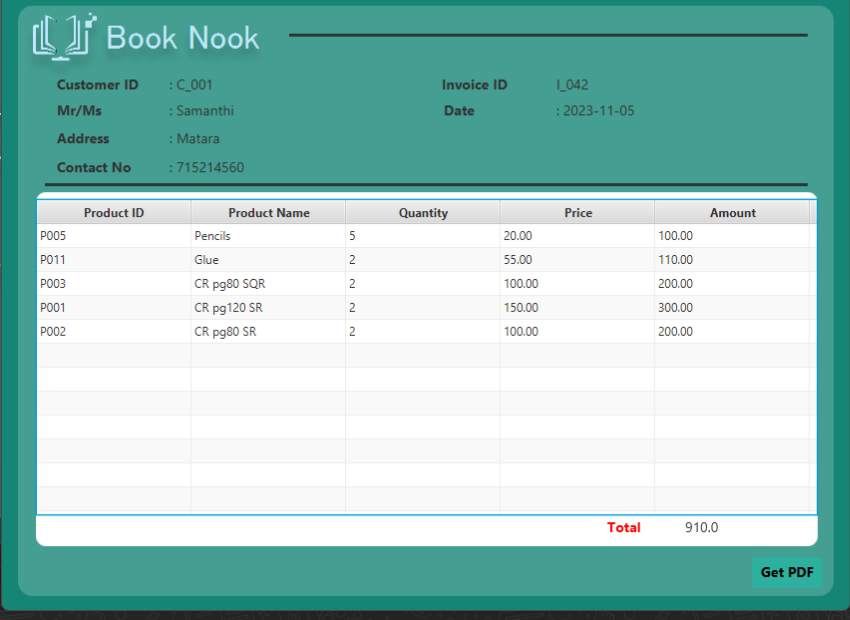 Book Nook
Customer ID : C_001 Invoice ID I_042
Mr/Ms : Samanthi Date : 2023-11-05
Address : Matara
Contact No : 715214560
Product ID Product Name Quantity Price Amount
P005 Pencils 5 20.00 100.00
P011 Glue 2 55.00 110.00
P003 CR pg80 SQR 2 100.00 200.00
P001 CR pg120 SR 2 150.00 300.00
P002 CR pg80 SR 2 100.00 200.00
Total 910.0
Get PDF